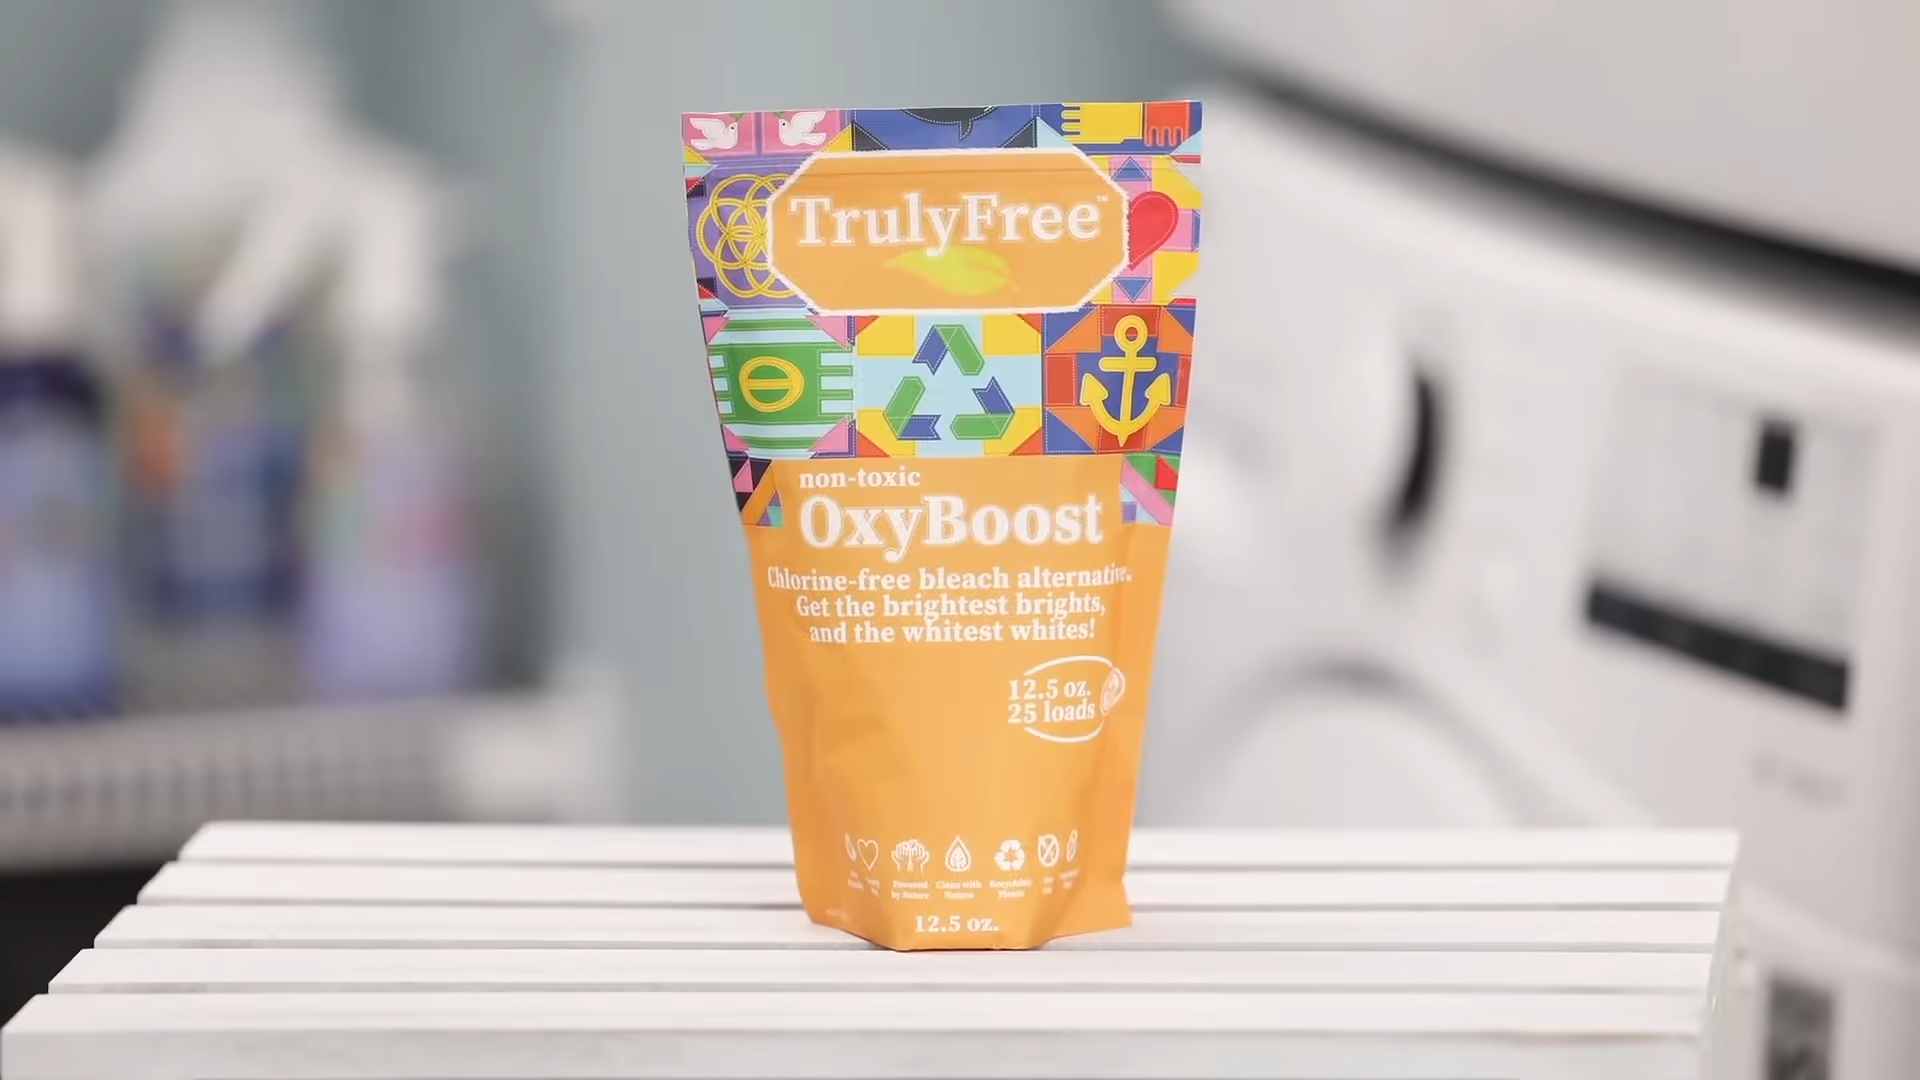 TrulyFree™
non-toxic
OxyBoost
Chlorine-free bleach alternative.
Get the brightest brights,
and the whitest whites!
12.5 oz.
25 loads
Powered by Nature
Clean with Nature
Recyclable Plastic
12.5 oz.